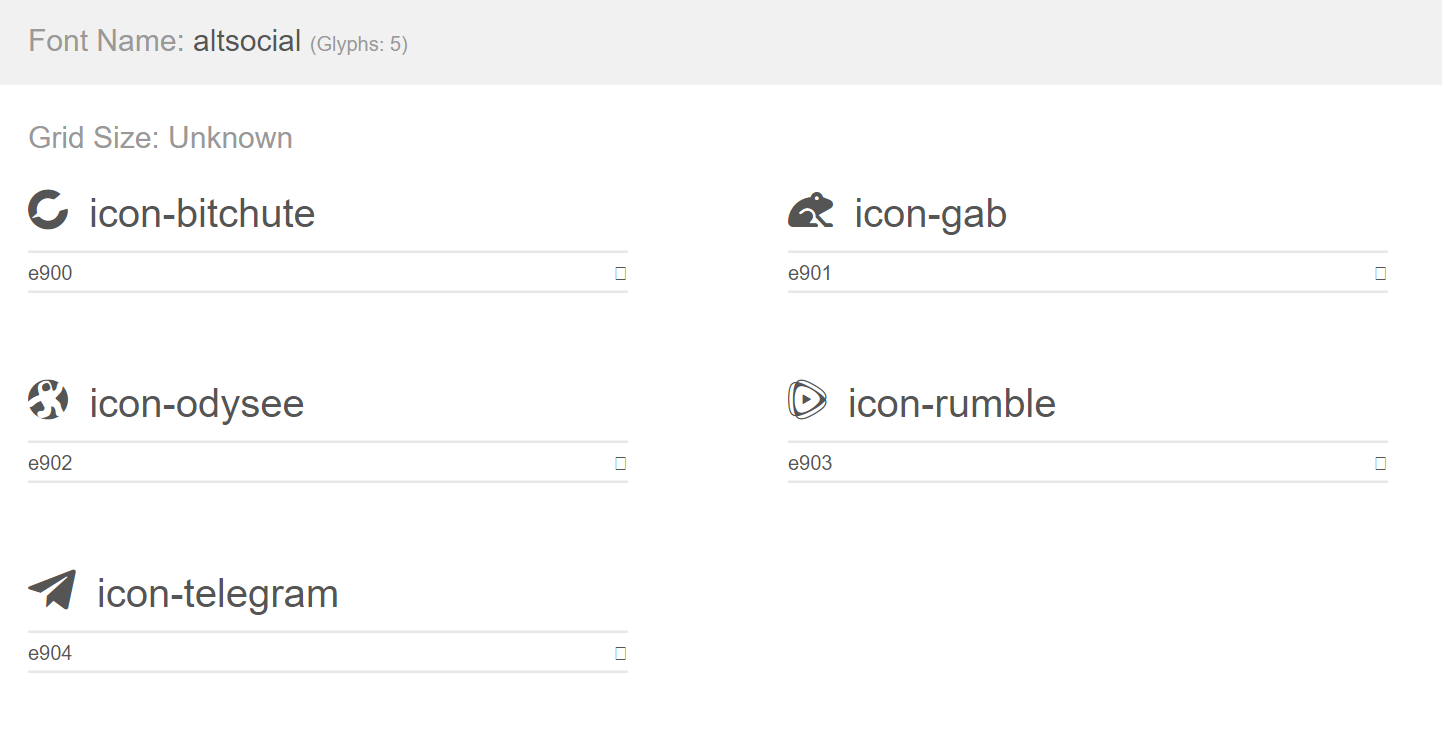 Font Name: altsocial (Glyphs: 5)
Grid Size: Unknown
icon-bitchute
e900
icon-gab
e901
icon-odysee
e902
icon-rumble
e903
icon-telegram
e904